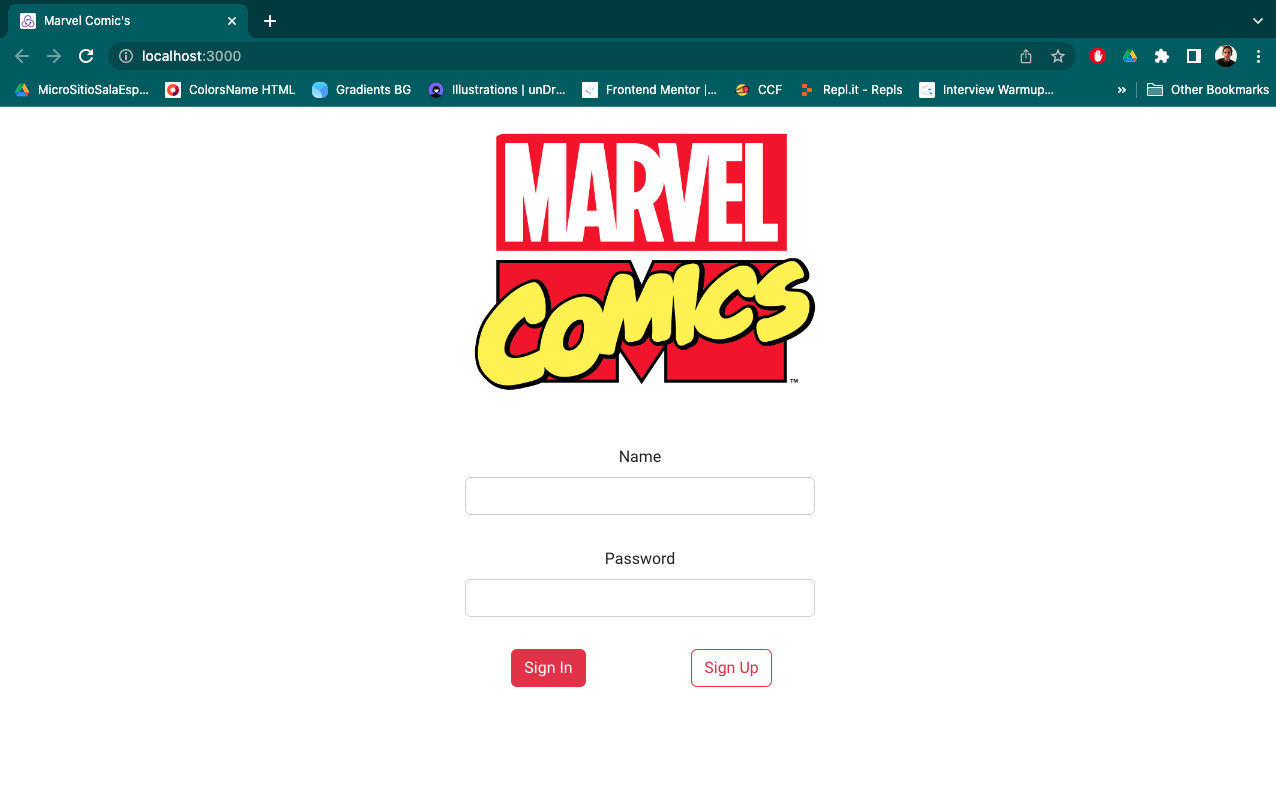 Marvel Comic's
localhost:3000
MicroSitioSalaEsp... ColorsName HTML Gradients BG Illustrations | unDr... Frontend Mentor |... CCF Repl.it - Repls Interview Warmup... » Other Bookmarks
MARVEL
COMICS
™
Name
Password
Sign In Sign Up